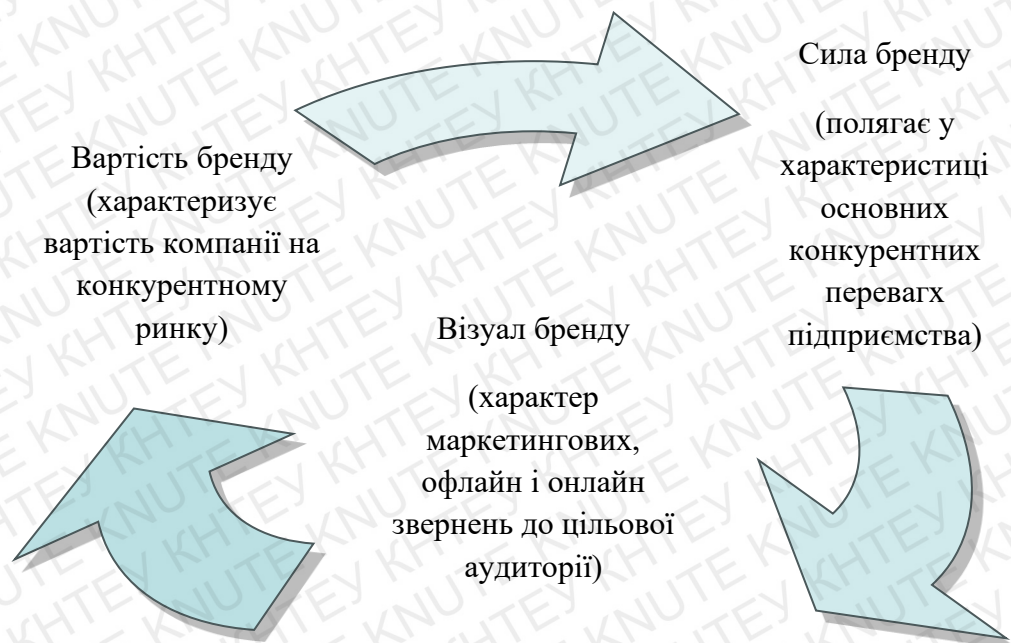 Вартість бренду
(характеризує
вартість компанії на
конкурентному
ринку)
Сила бренду
(полягає у
характеристиці
основних
конкурентних
перевагх
підприємства)
Візуал бренду
(характер
маркетингових,
офлайн і онлайн
звернень до цільової
аудиторії)